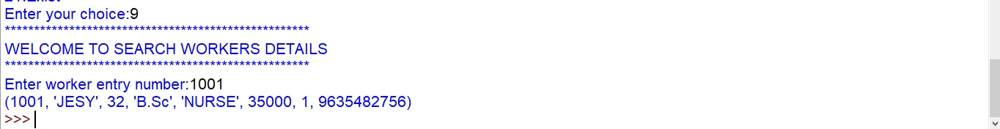 Enter your choice:9
****************************************************
WELCOME TO SEARCH WORKERS DETAILS
****************************************************
Enter worker entry number:1001
(1001, 'JESY', 32, 'B.Sc', 'NURSE', 35000, 1, 9635482756)
>>>